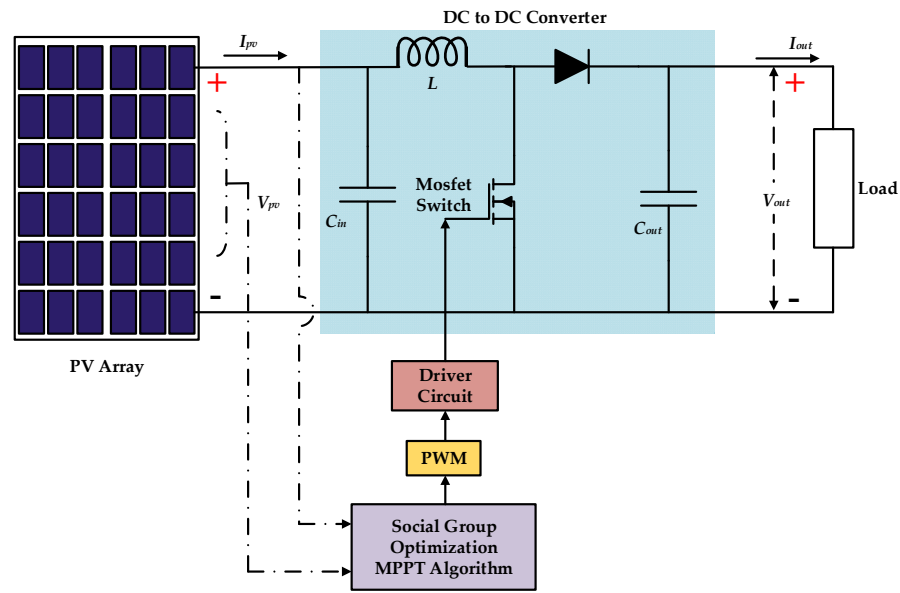 DC to DC Converter
Ipv
Iout
+
+
L
Mosfet
Switch
Vpv
Cin
Cout
Vout
Load
-
-
PV Array
Driver
Circuit
PWM
Social Group
Optimization
MPPT Algorithm